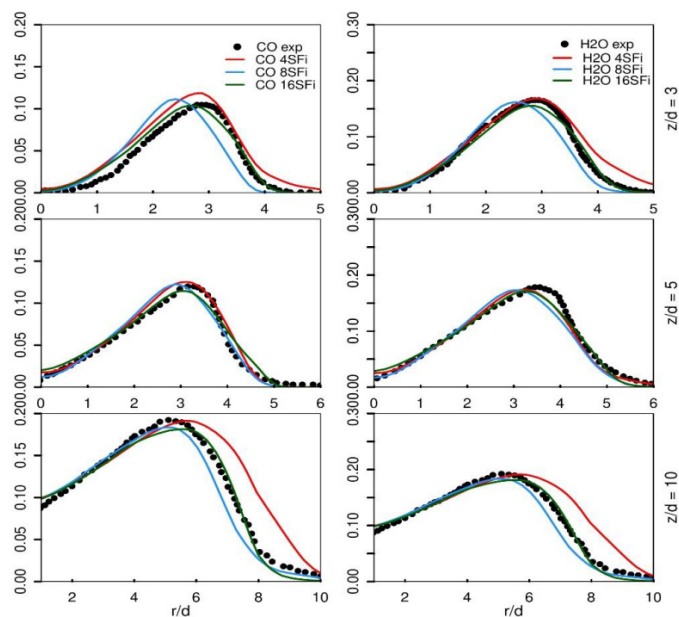 0.20
0.15
0.10
0.05
0.00
CO exp
CO 4SFi
CO 8SFi
CO 16SFi
0 1 2 3 4 5
0.30
0.20
0.10
0.00
H2O exp
H2O 4SFi
H2O 8SFi
H2O 16SFi
0 1 2 3 4 5
z/d = 3
0.20
0.15
0.10
0.05
0.00
0 1 2 3 4 5 6
0.30
0.20
0.10
0.00
0 1 2 3 4 5 6
z/d = 5
0.20
0.15
0.10
0.05
0.00
2 4 6 8 10
r/d
0.30
0.20
0.10
0.00
2 4 6 8 10
r/d
z/d = 10